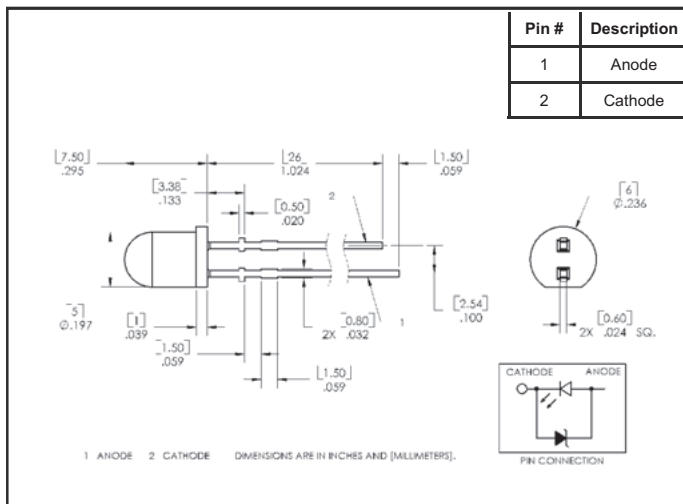 Pin # Description
1 Anode
2 Cathode
[7.50]
.295
[26]
1.024
[1.50]
.059
[3.38]
.133
[0.50]
.020
2
[6]
Ø.236
[5]
Ø.197
[1]
.039
[1.50]
.059
2X [0.80]
.032
1
[2.54]
.100
2X [0.60]
.024 SQ.
[1.50]
.059
CATHODE ANODE
PIN CONNECTION
1 ANODE 2 CATHODE DIMENSIONS ARE IN INCHES AND [MILLIMETERS].